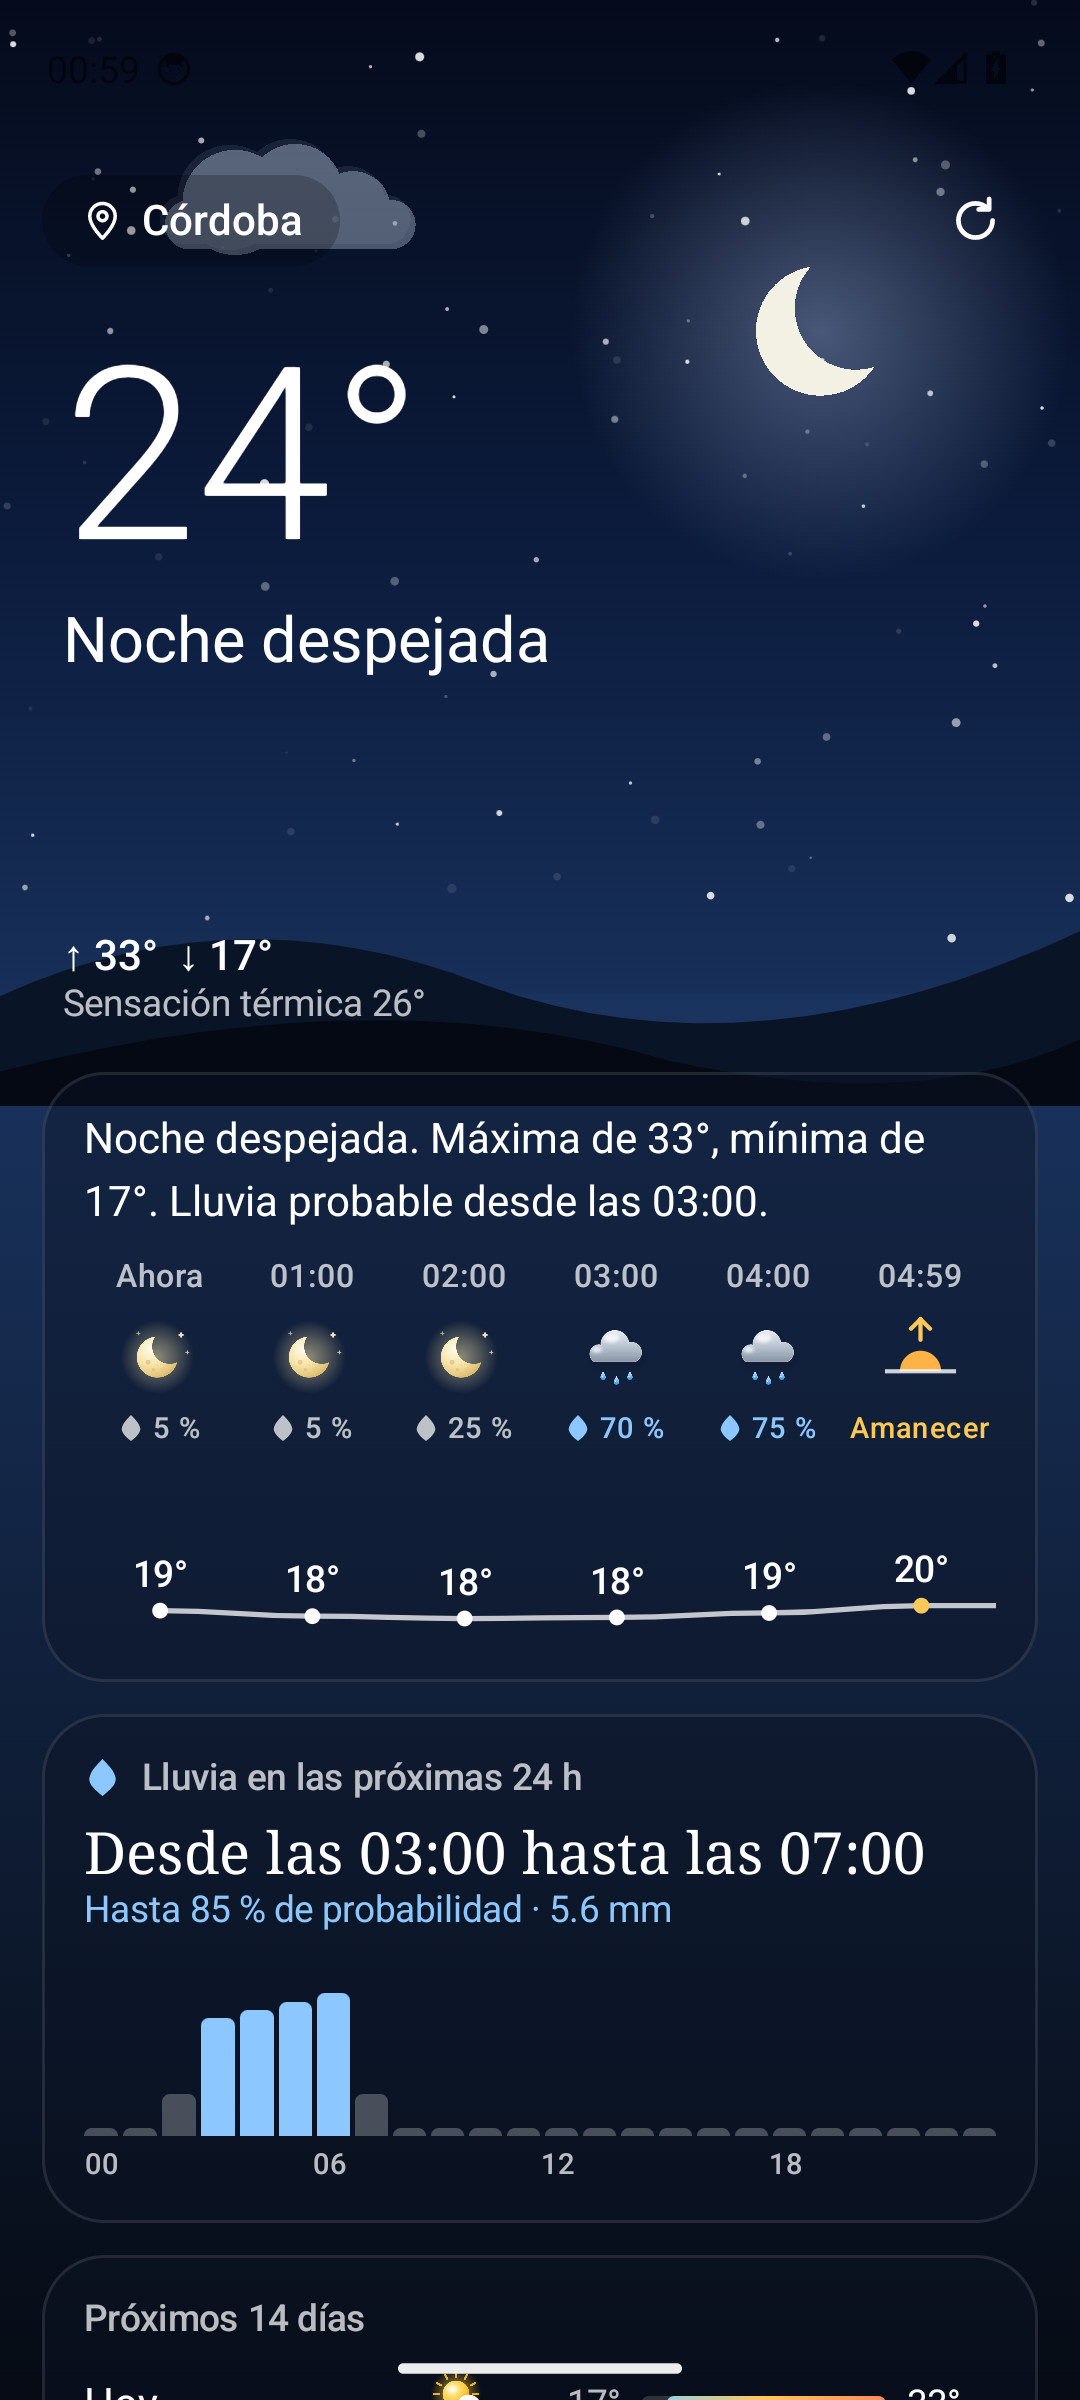 00:59
Córdoba
24°
Noche despejada
↑ 33° ↓ 17°
Sensación térmica 26°
Noche despejada. Máxima de 33°, mínima de
17°. Lluvia probable desde las 03:00.
Ahora 01:00 02:00 03:00 04:00 04:59
5 % 5 % 25 % 70 % 75 % Amanecer
19° 18° 18° 18° 19° 20°
Lluvia en las próximas 24 h
Desde las 03:00 hasta las 07:00
Hasta 85 % de probabilidad · 5.6 mm
00 06 12 18
Próximos 14 días
Hoy 17°